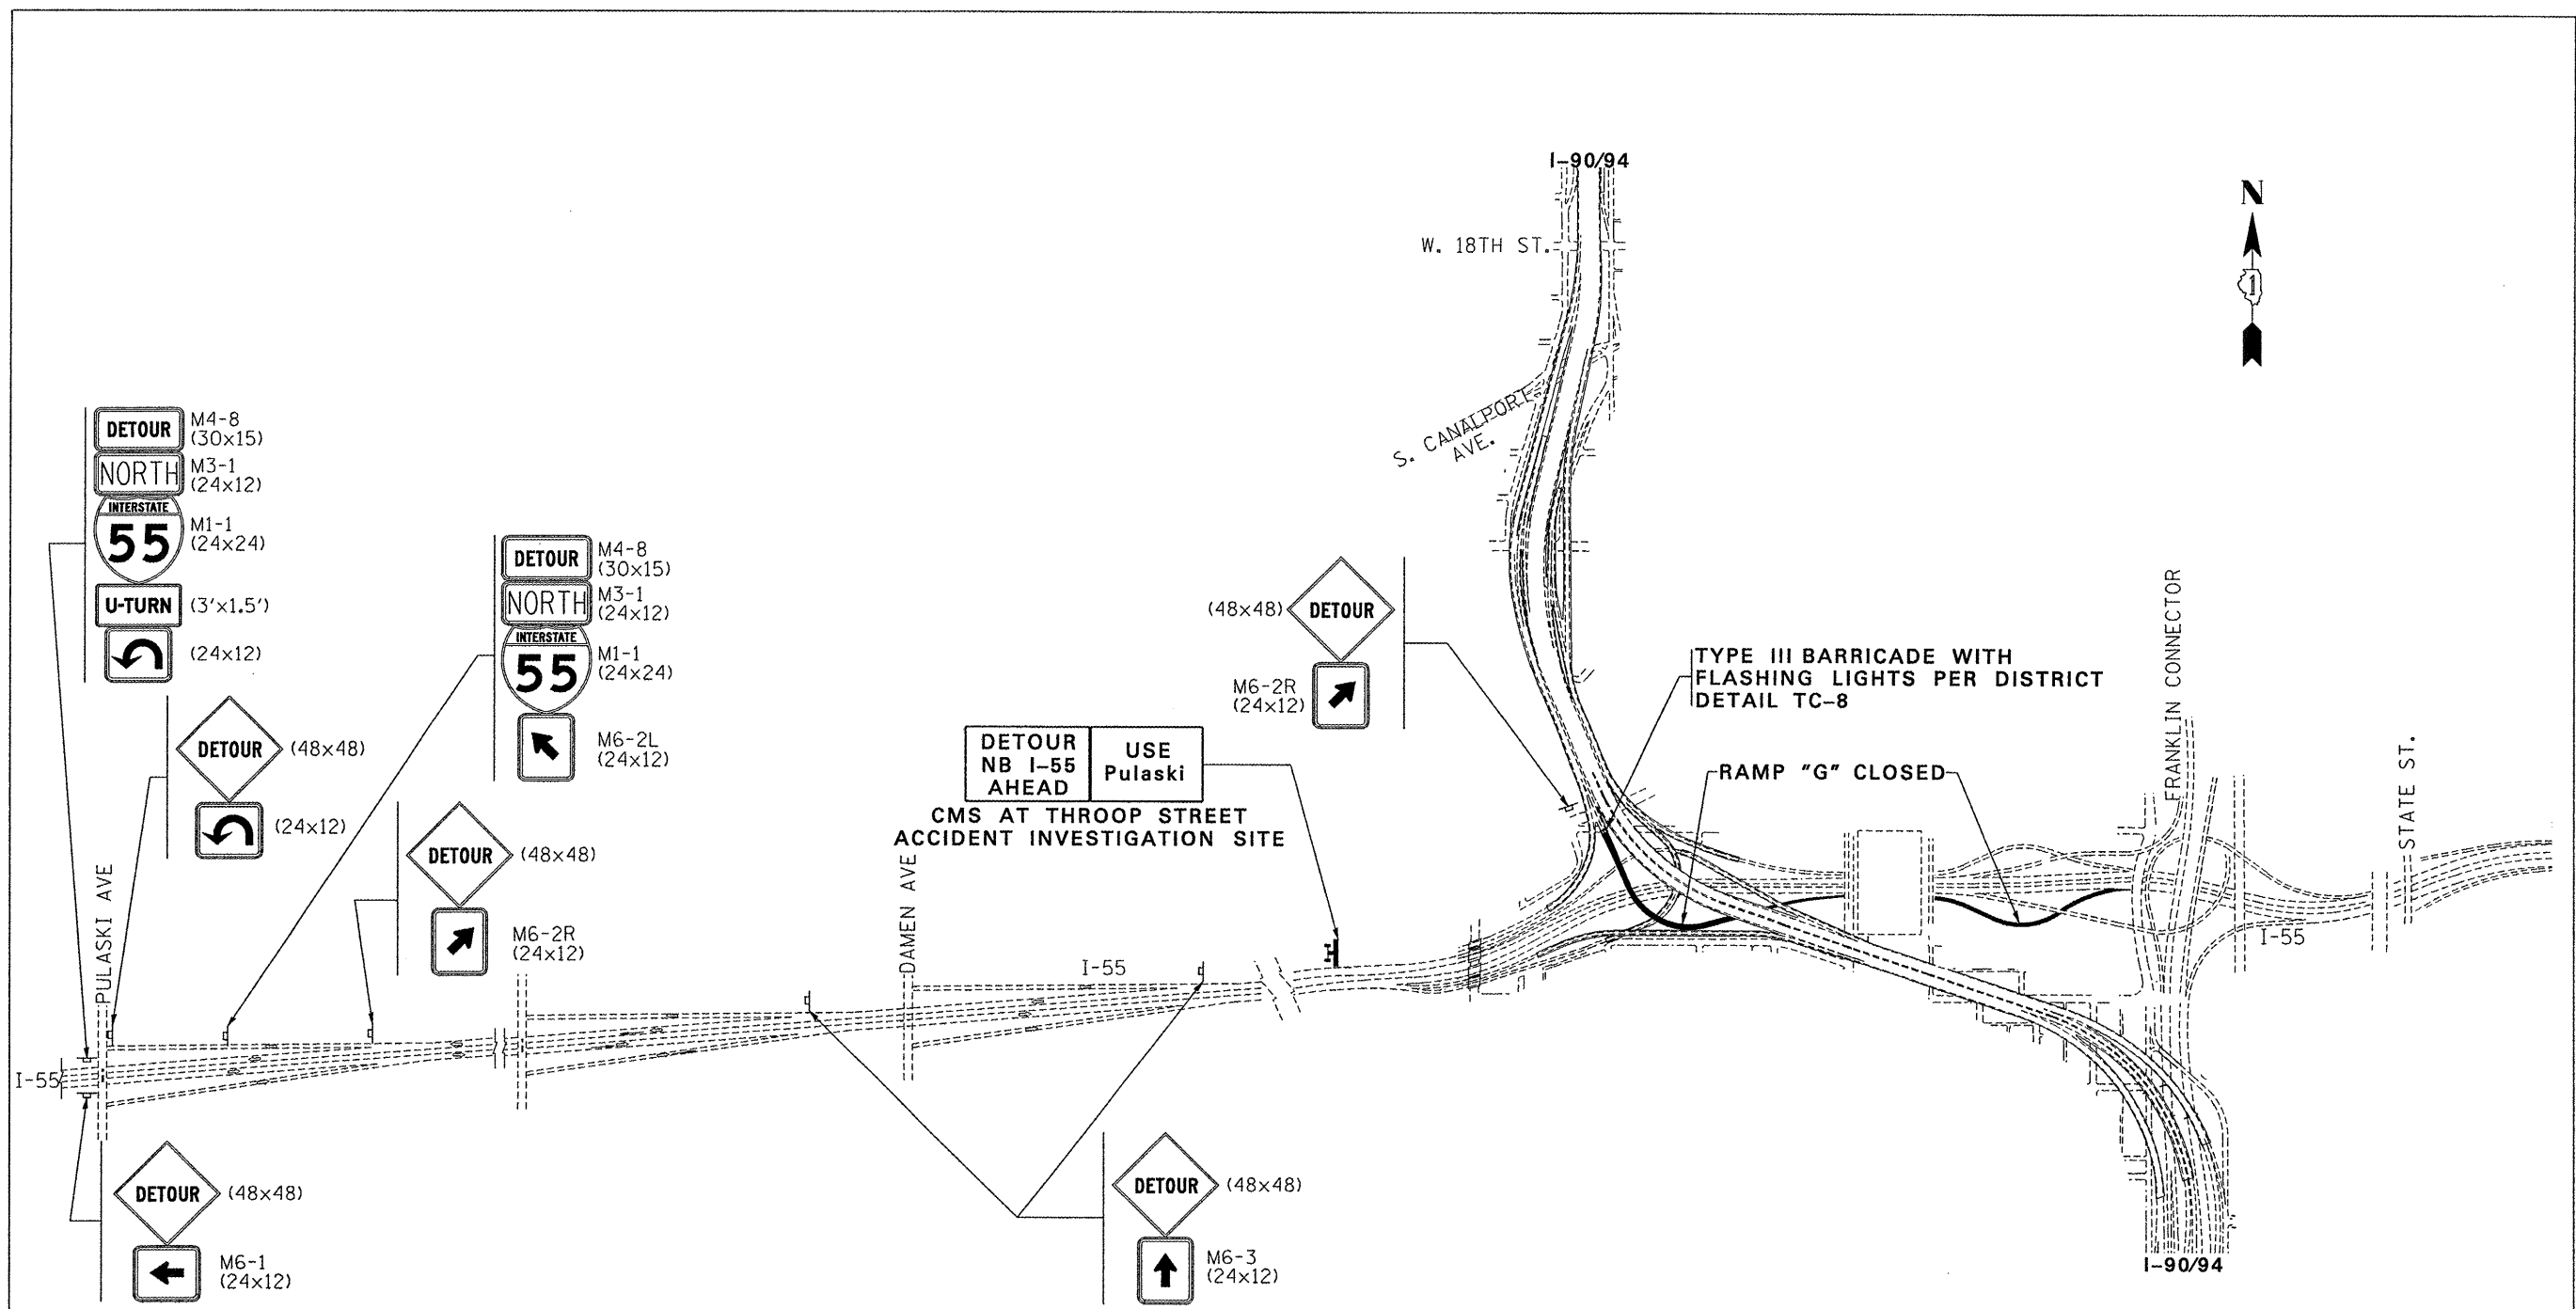 I-90/94
N
1
W. 18TH ST.
S. CANALPORT
AVE.
DETOUR
M4-8
(30x15)
NORTH
M3-1
(24x12)
INTERSTATE
55
M1-1
(24x24)
U-TURN
(3'x1.5')
(24x12)
DETOUR
M4-8
(30x15)
NORTH
M3-1
(24x12)
INTERSTATE
55
M1-1
(24x24)
M6-2L
(24x12)
DETOUR
(48x48)
(24x12)
DETOUR
(48x48)
M6-2R
(24x12)
(48x48)
DETOUR
M6-2R
(24x12)
TYPE III BARRICADE WITH
FLASHING LIGHTS PER DISTRICT
DETAIL TC-8
DETOUR
NB I-55
AHEAD
USE
Pulaski
CMS AT THROOP STREET
ACCIDENT INVESTIGATION SITE
RAMP "G" CLOSED
FRANKLIN CONNECTOR
STATE ST.
PULASKI AVE
DAMEN AVE
I-55
I-55
I-55
DETOUR
(48x48)
M6-1
(24x12)
DETOUR
(48x48)
M6-3
(24x12)
I-90/94